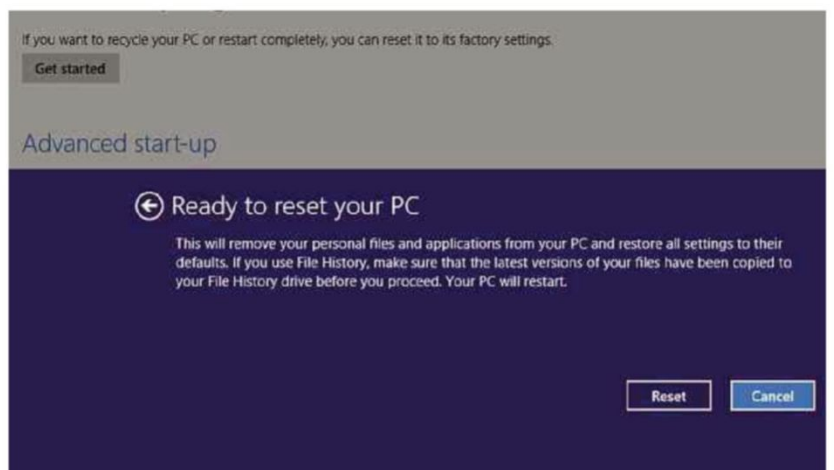 If you want to recycle your PC or restart completely, you can reset it to its factory settings.
Get started
Advanced start-up
Ready to reset your PC
This will remove your personal files and applications from your PC and restore all settings to their
defaults. If you use File History, make sure that the latest versions of your files have been copied to
your File History drive before you proceed. Your PC will restart.
Reset
Cancel